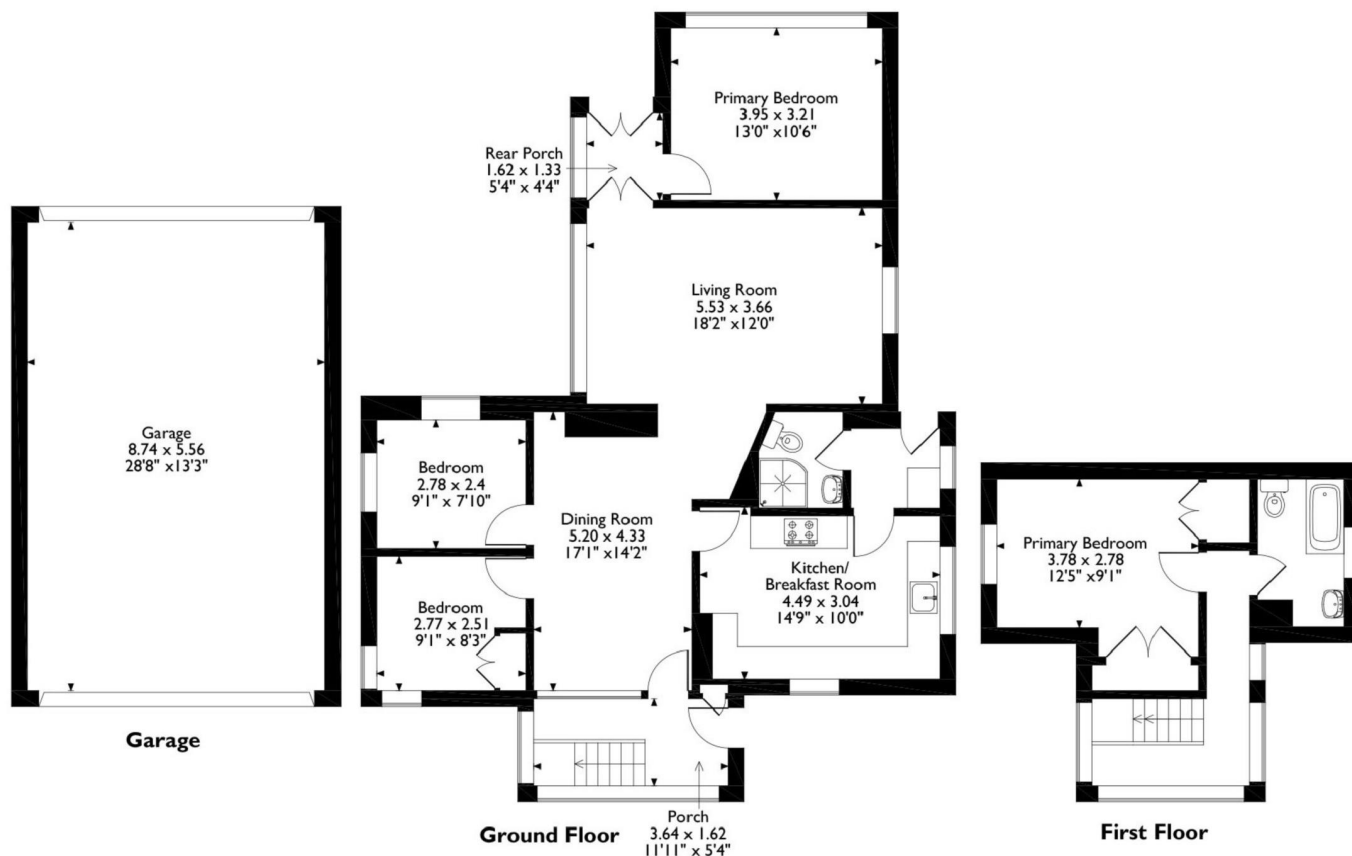 Primary Bedroom
3.95 x 3.21
13'0" x10'6"
Rear Porch
1.62 x 1.33
5'4" x 4'4"
Living Room
5.53 x 3.66
18'2" x12'0"
Garage
8.74 x 5.56
28'8" x13'3"
Bedroom
2.78 x 2.4
9'1" x 7'10"
Dining Room
5.20 x 4.33
17'1" x14'2"
Kitchen/
Breakfast Room
4.49 x 3.04
14'9" x 10'0"
Bedroom
2.77 x 2.51
9'1" x 8'3"
Primary Bedroom
3.78 x 2.78
12'5" x9'1"
Garage
Porch
3.64 x 1.62
11'11" x 5'4"
Ground Floor
First Floor